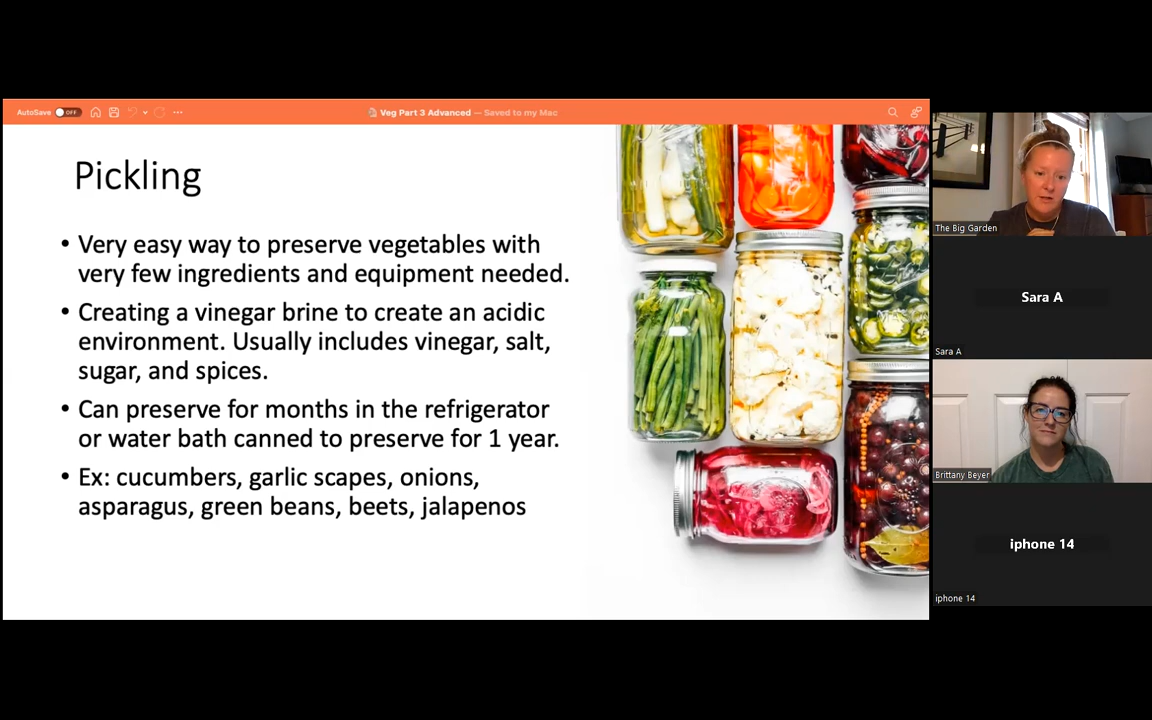 AutoSave OFF
Veg Part 3 Advanced — Saved to my Mac
Pickling
• Very easy way to preserve vegetables with
very few ingredients and equipment needed.
• Creating a vinegar brine to create an acidic
environment. Usually includes vinegar, salt,
sugar, and spices.
• Can preserve for months in the refrigerator
or water bath canned to preserve for 1 year.
• Ex: cucumbers, garlic scapes, onions,
asparagus, green beans, beets, jalapenos
The Big Garden
Sara A
Sara A
Brittany Beyer
iphone 14
iphone 14